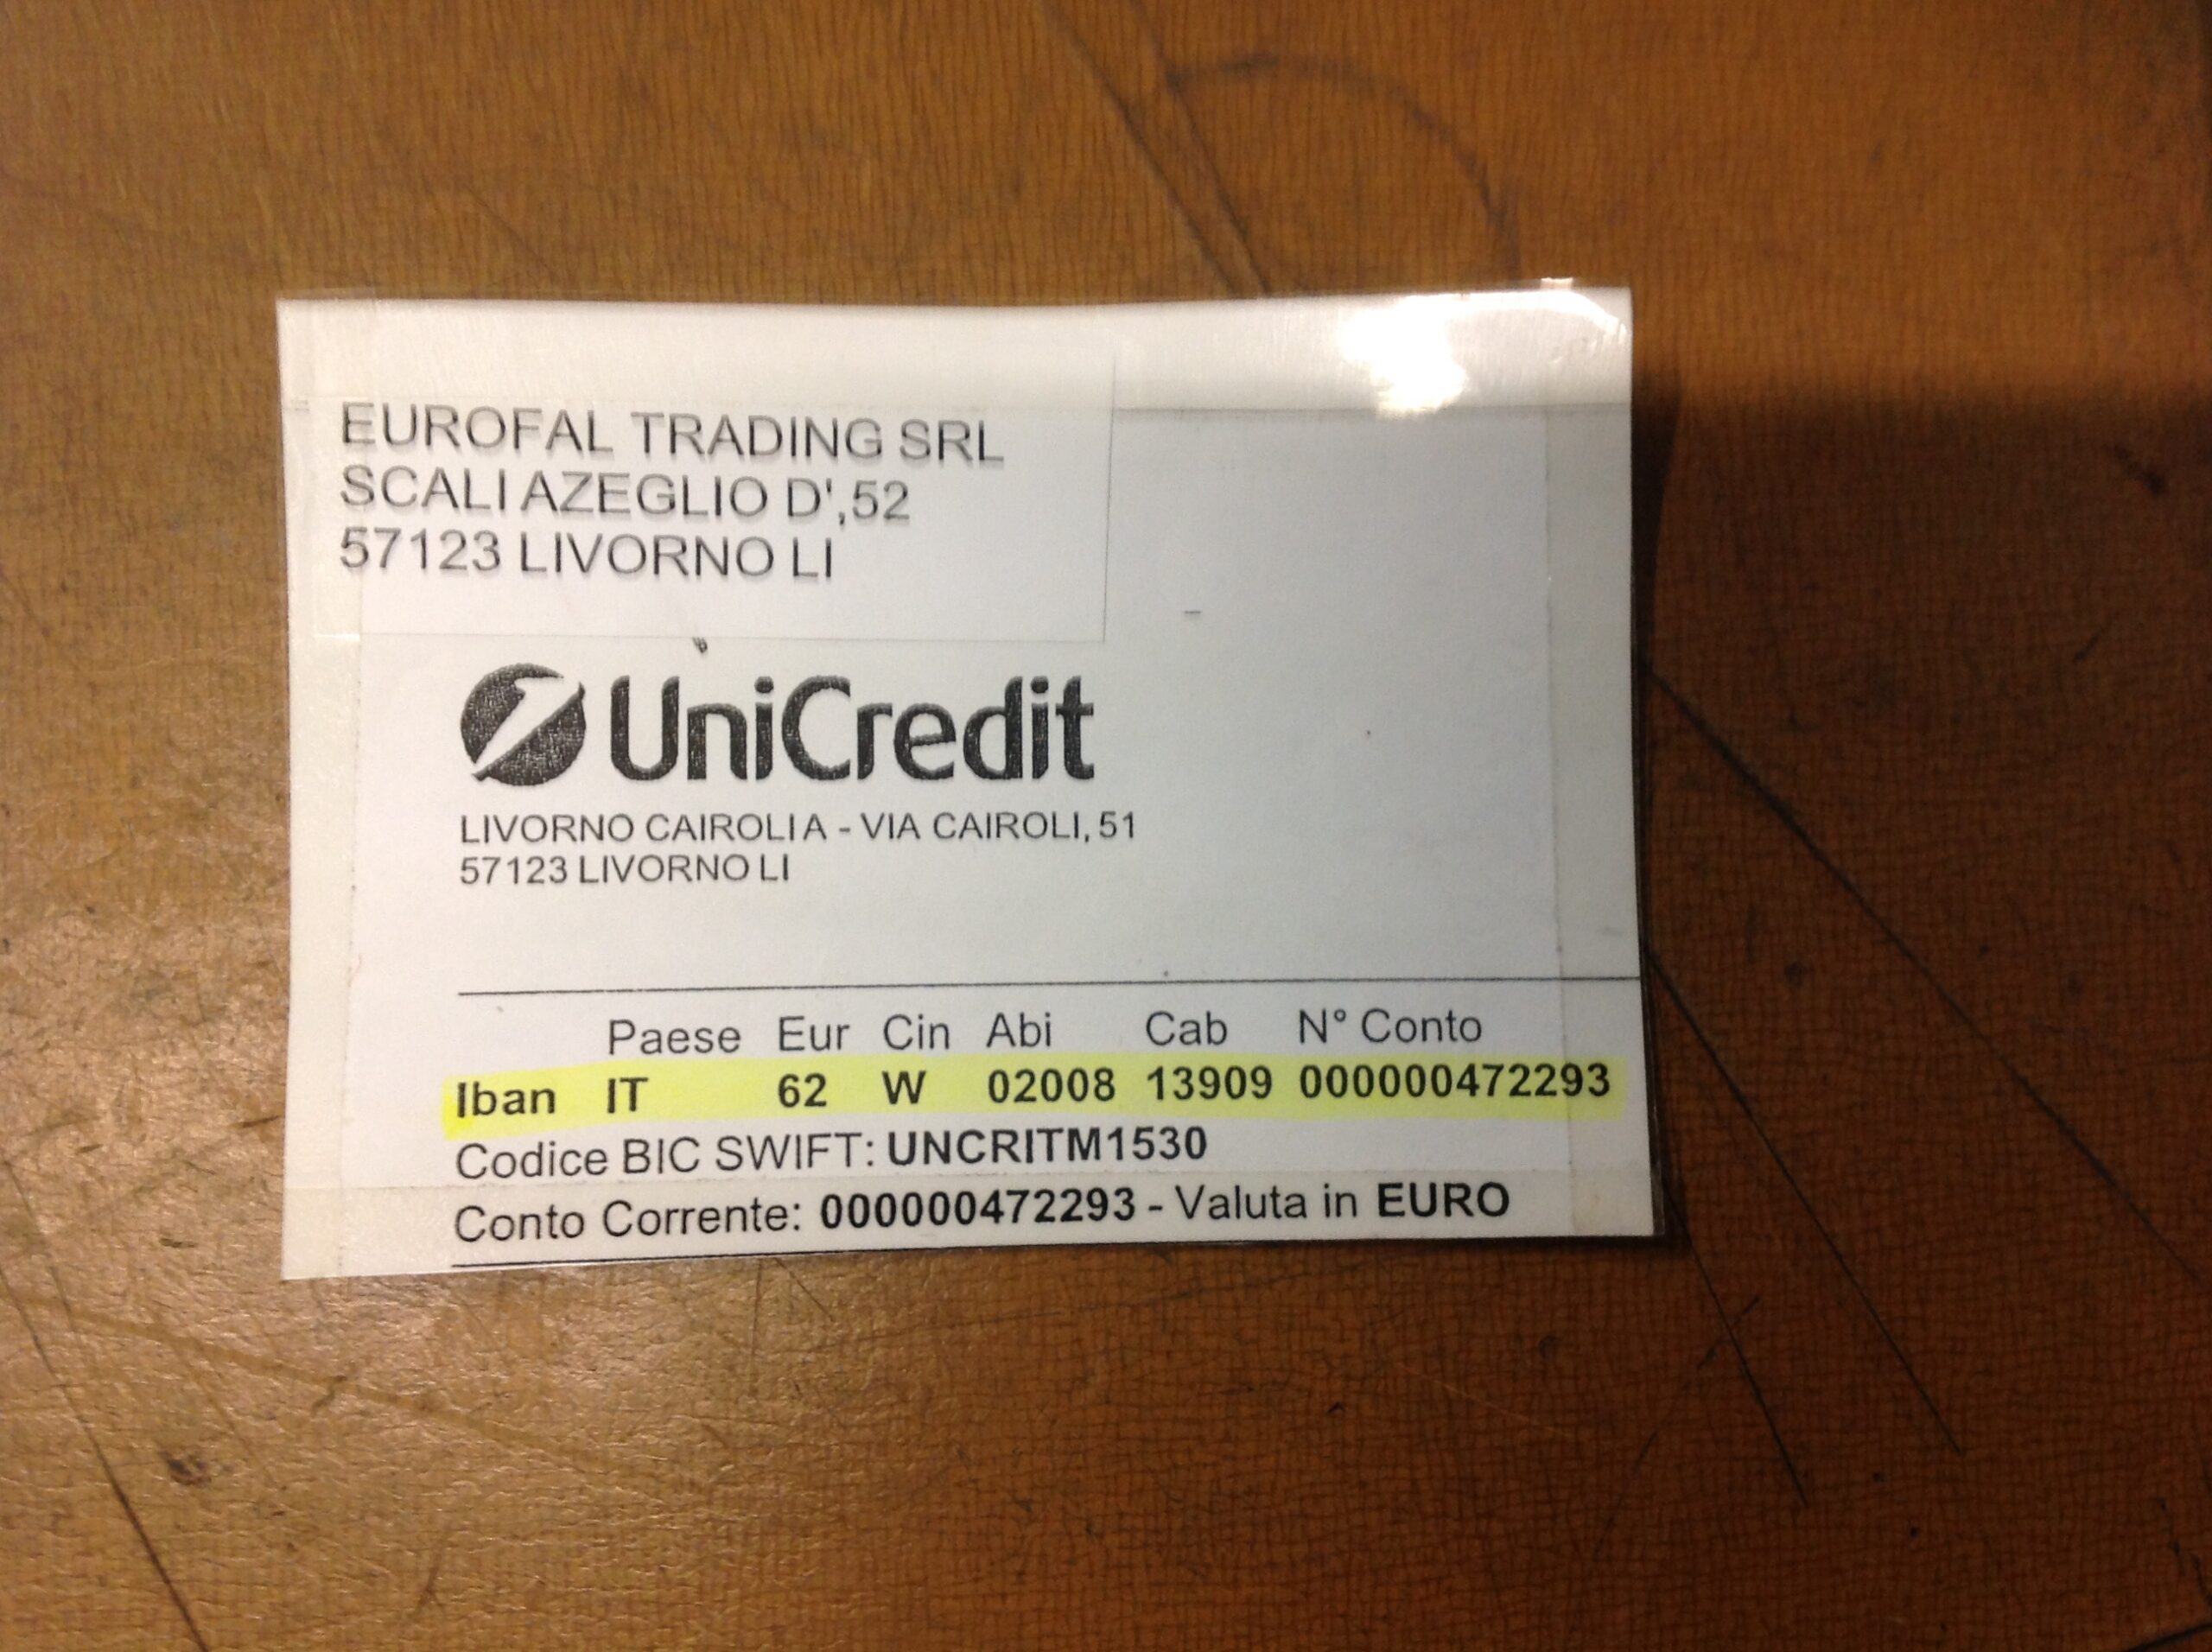 EUROFAL TRADING SRL
SCALI AZEGLIO D',52
57123 LIVORNO LI
UniCredit
LIVORNO CAIROLI A - VIA CAIROLI, 51
57123 LIVORNO LI
Paese Eur Cin Abi Cab N° Conto
Iban IT 62 W 02008 13909 000000472293
Codice BIC SWIFT: UNCRITM1530
Conto Corrente: 000000472293 - Valuta in EURO